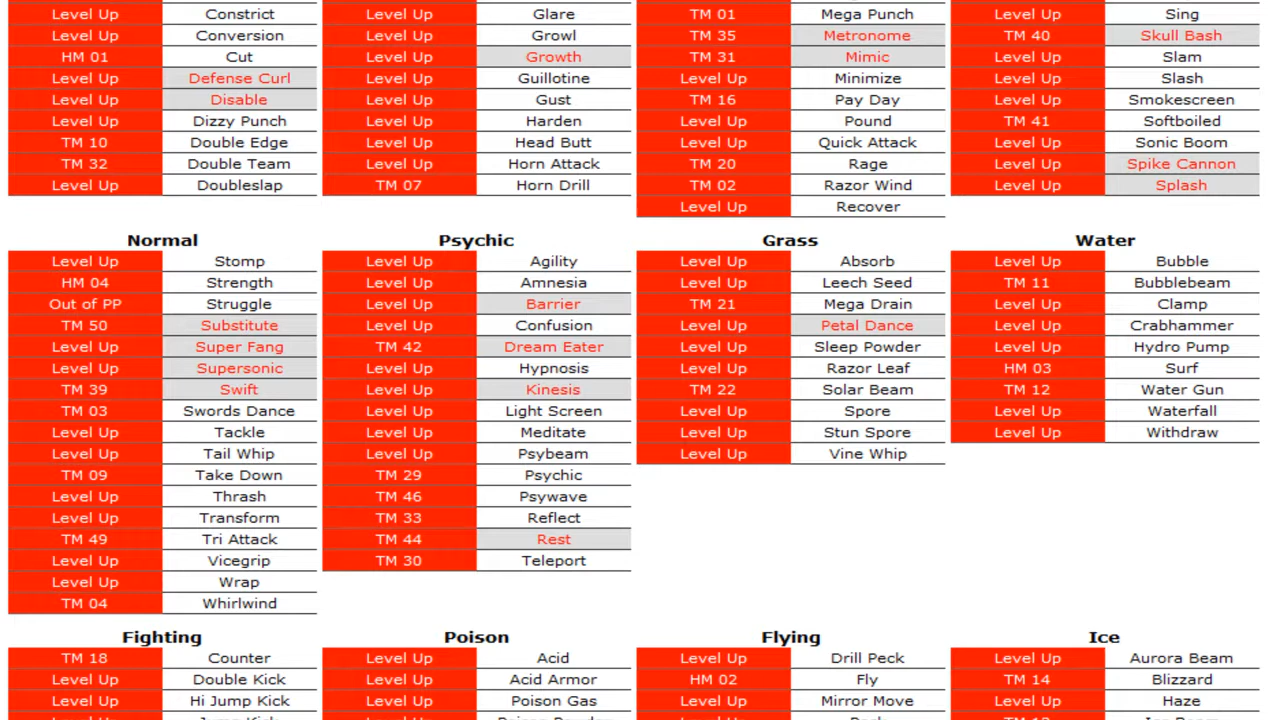 Level Up Constrict Level Up Glare TM 01 Mega Punch Level Up Sing
Level Up Conversion Level Up Growl TM 35 Metronome TM 40 Skull Bash
HM 01 Cut Level Up Growth TM 31 Mimic Level Up Slam
Level Up Defense Curl Level Up Guillotine Level Up Minimize Level Up Slash
Level Up Disable Level Up Gust TM 16 Pay Day Level Up Smokescreen
Level Up Dizzy Punch Level Up Harden Level Up Pound TM 41 Softboiled
TM 10 Double Edge Level Up Head Butt Level Up Quick Attack Level Up Sonic Boom
TM 32 Double Team Level Up Horn Attack TM 20 Rage Level Up Spike Cannon
Level Up Doubleslap TM 07 Horn Drill TM 02 Razor Wind Level Up Splash
Level Up Recover
Normal Psychic Grass Water
Level Up Stomp Level Up Agility Level Up Absorb Level Up Bubble
HM 04 Strength Level Up Amnesia Level Up Leech Seed TM 11 Bubblebeam
Out of PP Struggle Level Up Barrier TM 21 Mega Drain Level Up Clamp
TM 50 Substitute Level Up Confusion Level Up Petal Dance Level Up Crabhammer
Level Up Super Fang TM 42 Dream Eater Level Up Sleep Powder Level Up Hydro Pump
Level Up Supersonic Level Up Hypnosis Level Up Razor Leaf HM 03 Surf
TM 39 Swift Level Up Kinesis TM 22 Solar Beam TM 12 Water Gun
TM 03 Swords Dance Level Up Light Screen Level Up Spore Level Up Waterfall
Level Up Tackle Level Up Meditate Level Up Stun Spore Level Up Withdraw
Level Up Tail Whip Level Up Psybeam Level Up Vine Whip
TM 09 Take Down TM 29 Psychic
Level Up Thrash TM 46 Psywave
Level Up Transform TM 33 Reflect
TM 49 Tri Attack TM 44 Rest
Level Up Vicegrip TM 30 Teleport
Level Up Wrap
TM 04 Whirlwind
Fighting Poison Flying Ice
TM 18 Counter Level Up Acid Level Up Drill Peck Level Up Aurora Beam
Level Up Double Kick Level Up Acid Armor HM 02 Fly TM 14 Blizzard
Level Up Hi Jump Kick Level Up Poison Gas Level Up Mirror Move Level Up Haze